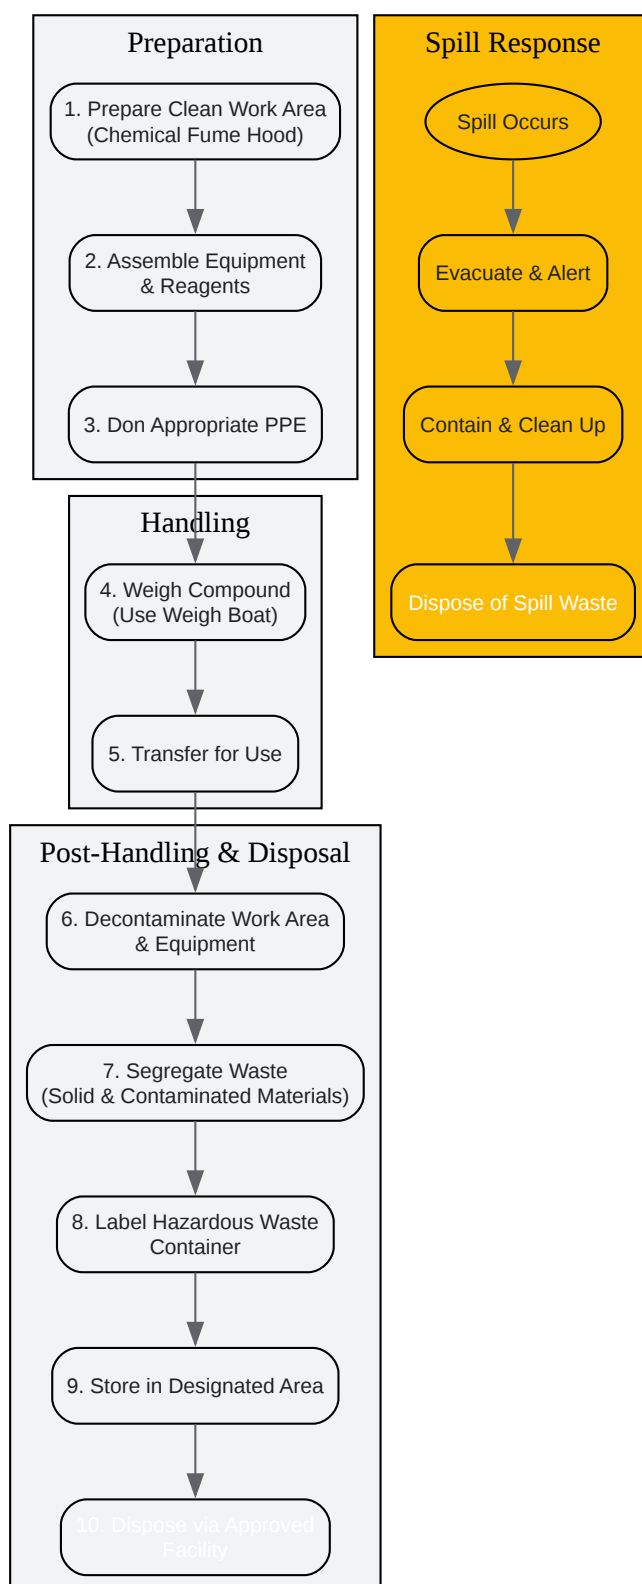 Preparation
1. Prepare Clean Work Area
(Chemical Fume Hood)
2. Assemble Equipment
& Reagents
3. Don Appropriate PPE
Handling
4. Weigh Compound
(Use Weigh Boat)
5. Transfer for Use
Post-Handling & Disposal
6. Decontaminate Work Area
& Equipment
7. Segregate Waste
(Solid & Contaminated Materials)
8. Label Hazardous Waste
Container
9. Store in Designated Area
10. Dispose via Approved
Facility
Spill Response
Spill Occurs
Evacuate & Alert
Contain & Clean Up
Dispose of Spill Waste